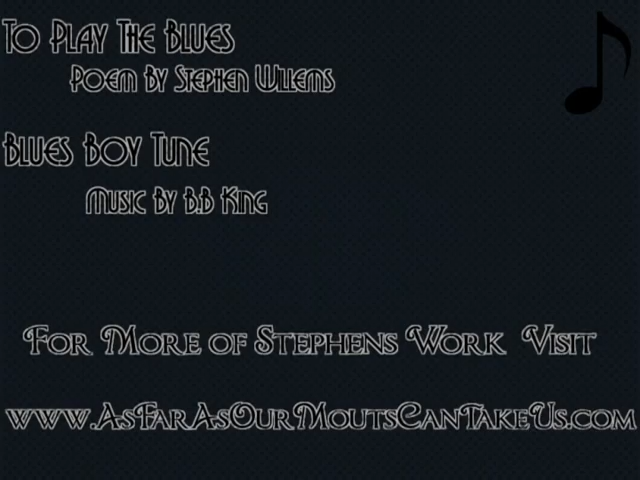 To Play The Blues
Poem By Stephen Willems
Blues Boy Tune
Music By B.B King
For More of Stephens Work Visit
www.AsFarAsOurMoutsCanTakeUs.com